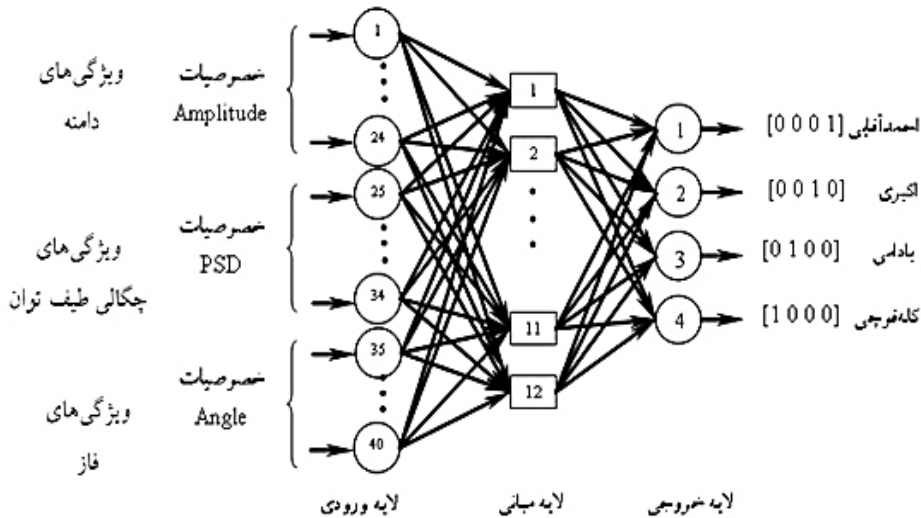 ویژگی‌های
دامنه
خصوصیات
Amplitude
1
24
ویژگی‌های
چگالی طیف توان
خصوصیات
PSD
25
34
ویژگی‌های
فاز
خصوصیات
Angle
35
40
1
2
11
12
1
[0 0 0 1] احمدآقایی
2
[0 0 1 0] اکبری
3
[0 1 0 0] بادامی
4
[1 0 0 0] کله‌قوچی
لایه ورودی
لایه میانی
لایه خروجی